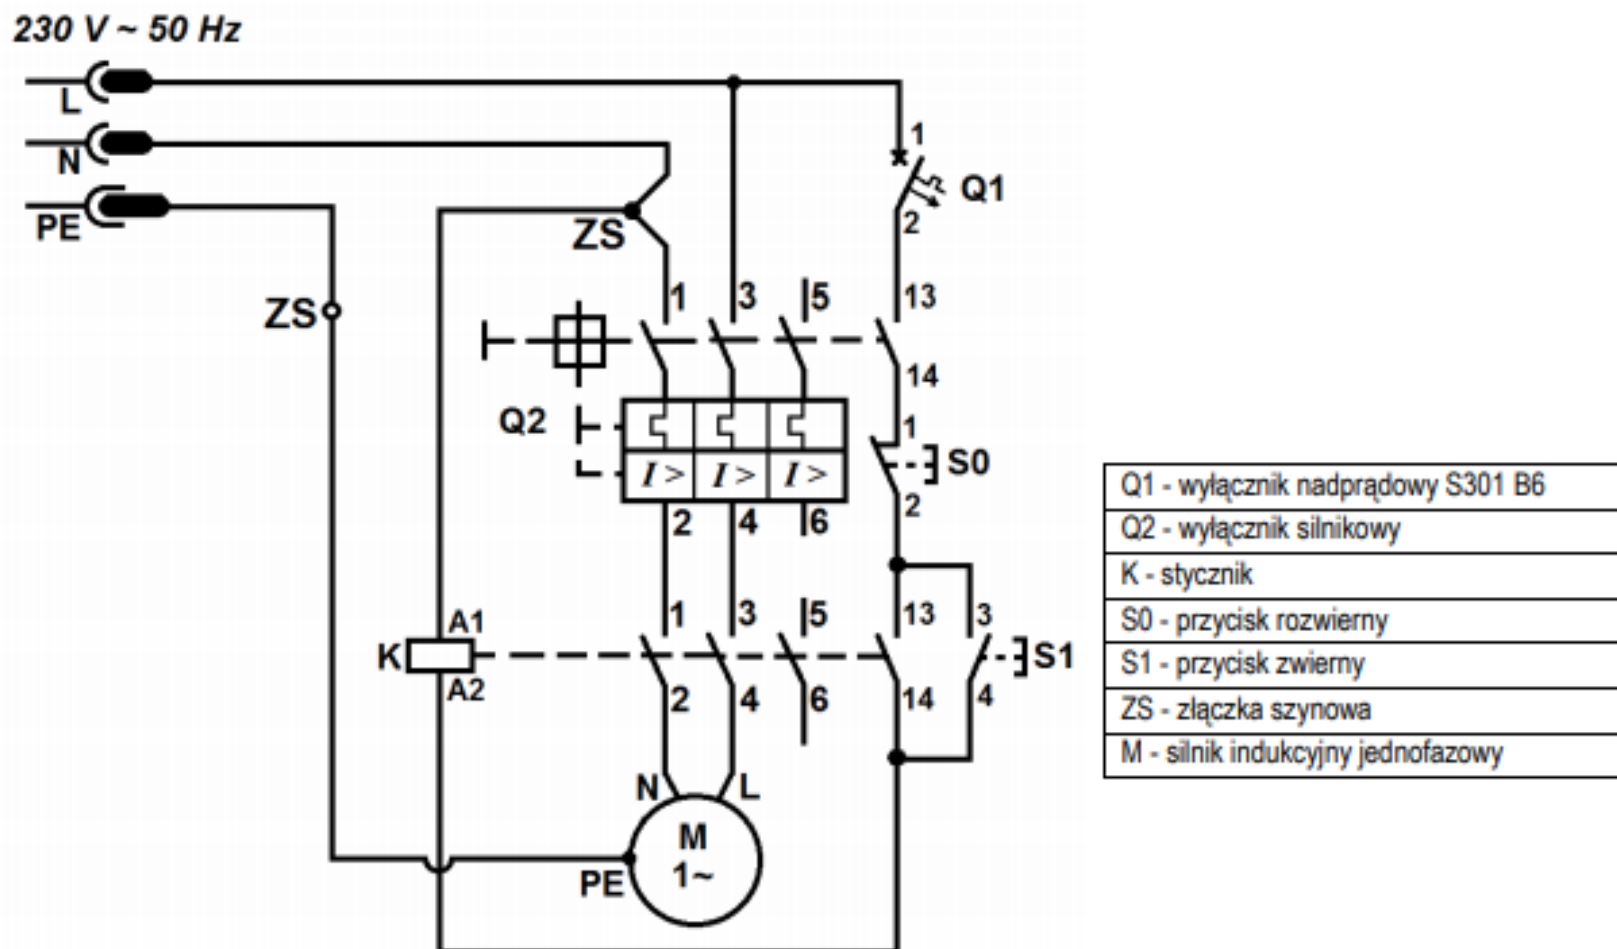 230 V ~ 50 Hz
L
N
PE
1
Q1
2
ZS
ZS
1 3 5 13
14
Q2
1
S0
I > I > I >
2
2 4 6
1 3 5 13 3
A1
K
S1
A2
2 4 6 14 4
N L
M
1~
PE
Q1 - wyłącznik nadprądowy S301 B6
Q2 - wyłącznik silnikowy
K - stycznik
S0 - przycisk rozwierny
S1 - przycisk zwierny
ZS - złączka szynowa
M - silnik indukcyjny jednofazowy